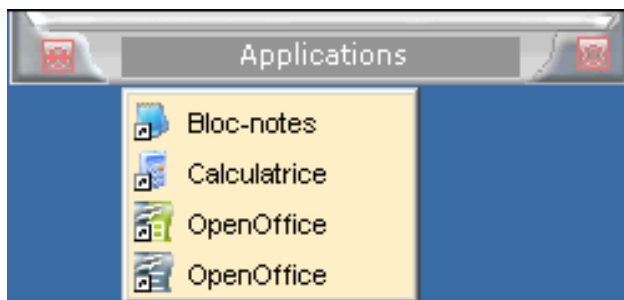 Applications
Bloc-notes
Calculatrice
OpenOffice
OpenOffice